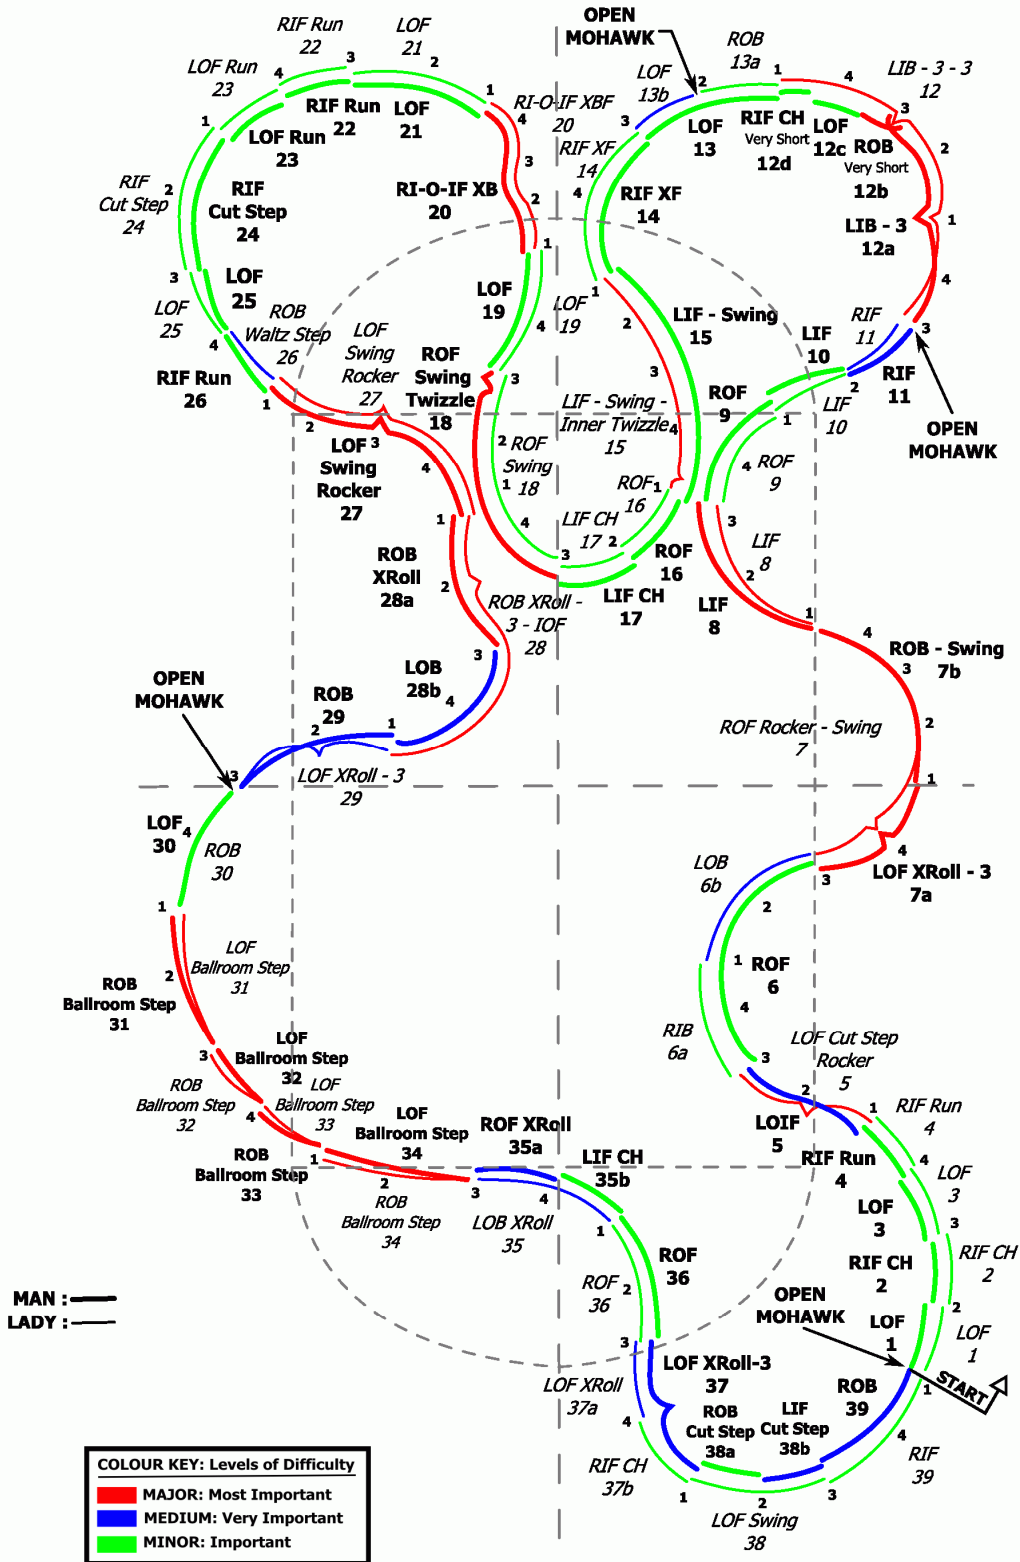 OPEN
MOHAWK
RIF Run
22
LOF
21
LOF Run
23
RIF Run
22
LOF
21
LOF Run
23
RI-O-IF XBF
20
RIF
Cut Step
24
RIF
Cut Step
24
RI-O-IF XB
20
LOF
25
LOF
25
ROB
Waltz Step
26
RIF Run
26
LOF
Swing
Rocker
27
LOF
Swing
Rocker
27
LOF
19
LOF
19
ROF
Swing
Twizzle
18
ROF
Swing
18
LOF
13b
ROB
13a
LIB - 3 - 3
12
RIF XF
14
LOF
13
RIF CH
Very Short
12d
LOF
12c
ROB
Very Short
12b
RIF XF
14
LIB - 3
12a
LIF - Swing
15
LIF - Swing -
Inner Twizzle
15
LIF
10
RIF
11
RIF
11
LIF
10
OPEN
MOHAWK
ROF
9
ROF
9
ROF
16
LIF CH
17
ROF
16
LIF CH
17
LIF
8
LIF
8
ROB
XRoll
28a
ROB XRoll -
3 - IOF
28
LOB
28b
ROB - Swing
7b
ROF Rocker - Swing
7
OPEN
MOHAWK
ROB
29
LOF XRoll - 3
29
LOF
30
ROB
30
LOB
6b
LOF XRoll - 3
7a
ROF
6
RIB
6a
LOF
Ballroom Step
31
ROB
Ballroom Step
31
LOF Cut Step
Rocker
5
LOF
Ballroom Step
32
ROB
Ballroom Step
32
LOF
Ballroom Step
33
ROB
Ballroom Step
33
LOF
Ballroom Step
34
ROB
Ballroom Step
34
ROF XRoll
35a
LIF CH
35b
LOB XRoll
35
LOIF
5
RIF Run
4
RIF Run
4
LOF
3
LOF
3
RIF CH
2
RIF CH
2
ROF
36
ROF
36
OPEN
MOHAWK
LOF
1
LOF
1
START
MAN :
LADY :
LOF XRoll-3
37
LOF XRoll
37a
ROB
Cut Step
38a
LIF
Cut Step
38b
ROB
39
RIF
39
RIF CH
37b
LOF Swing
38
COLOUR KEY: Levels of Difficulty
MAJOR: Most Important
MEDIUM: Very Important
MINOR: Important